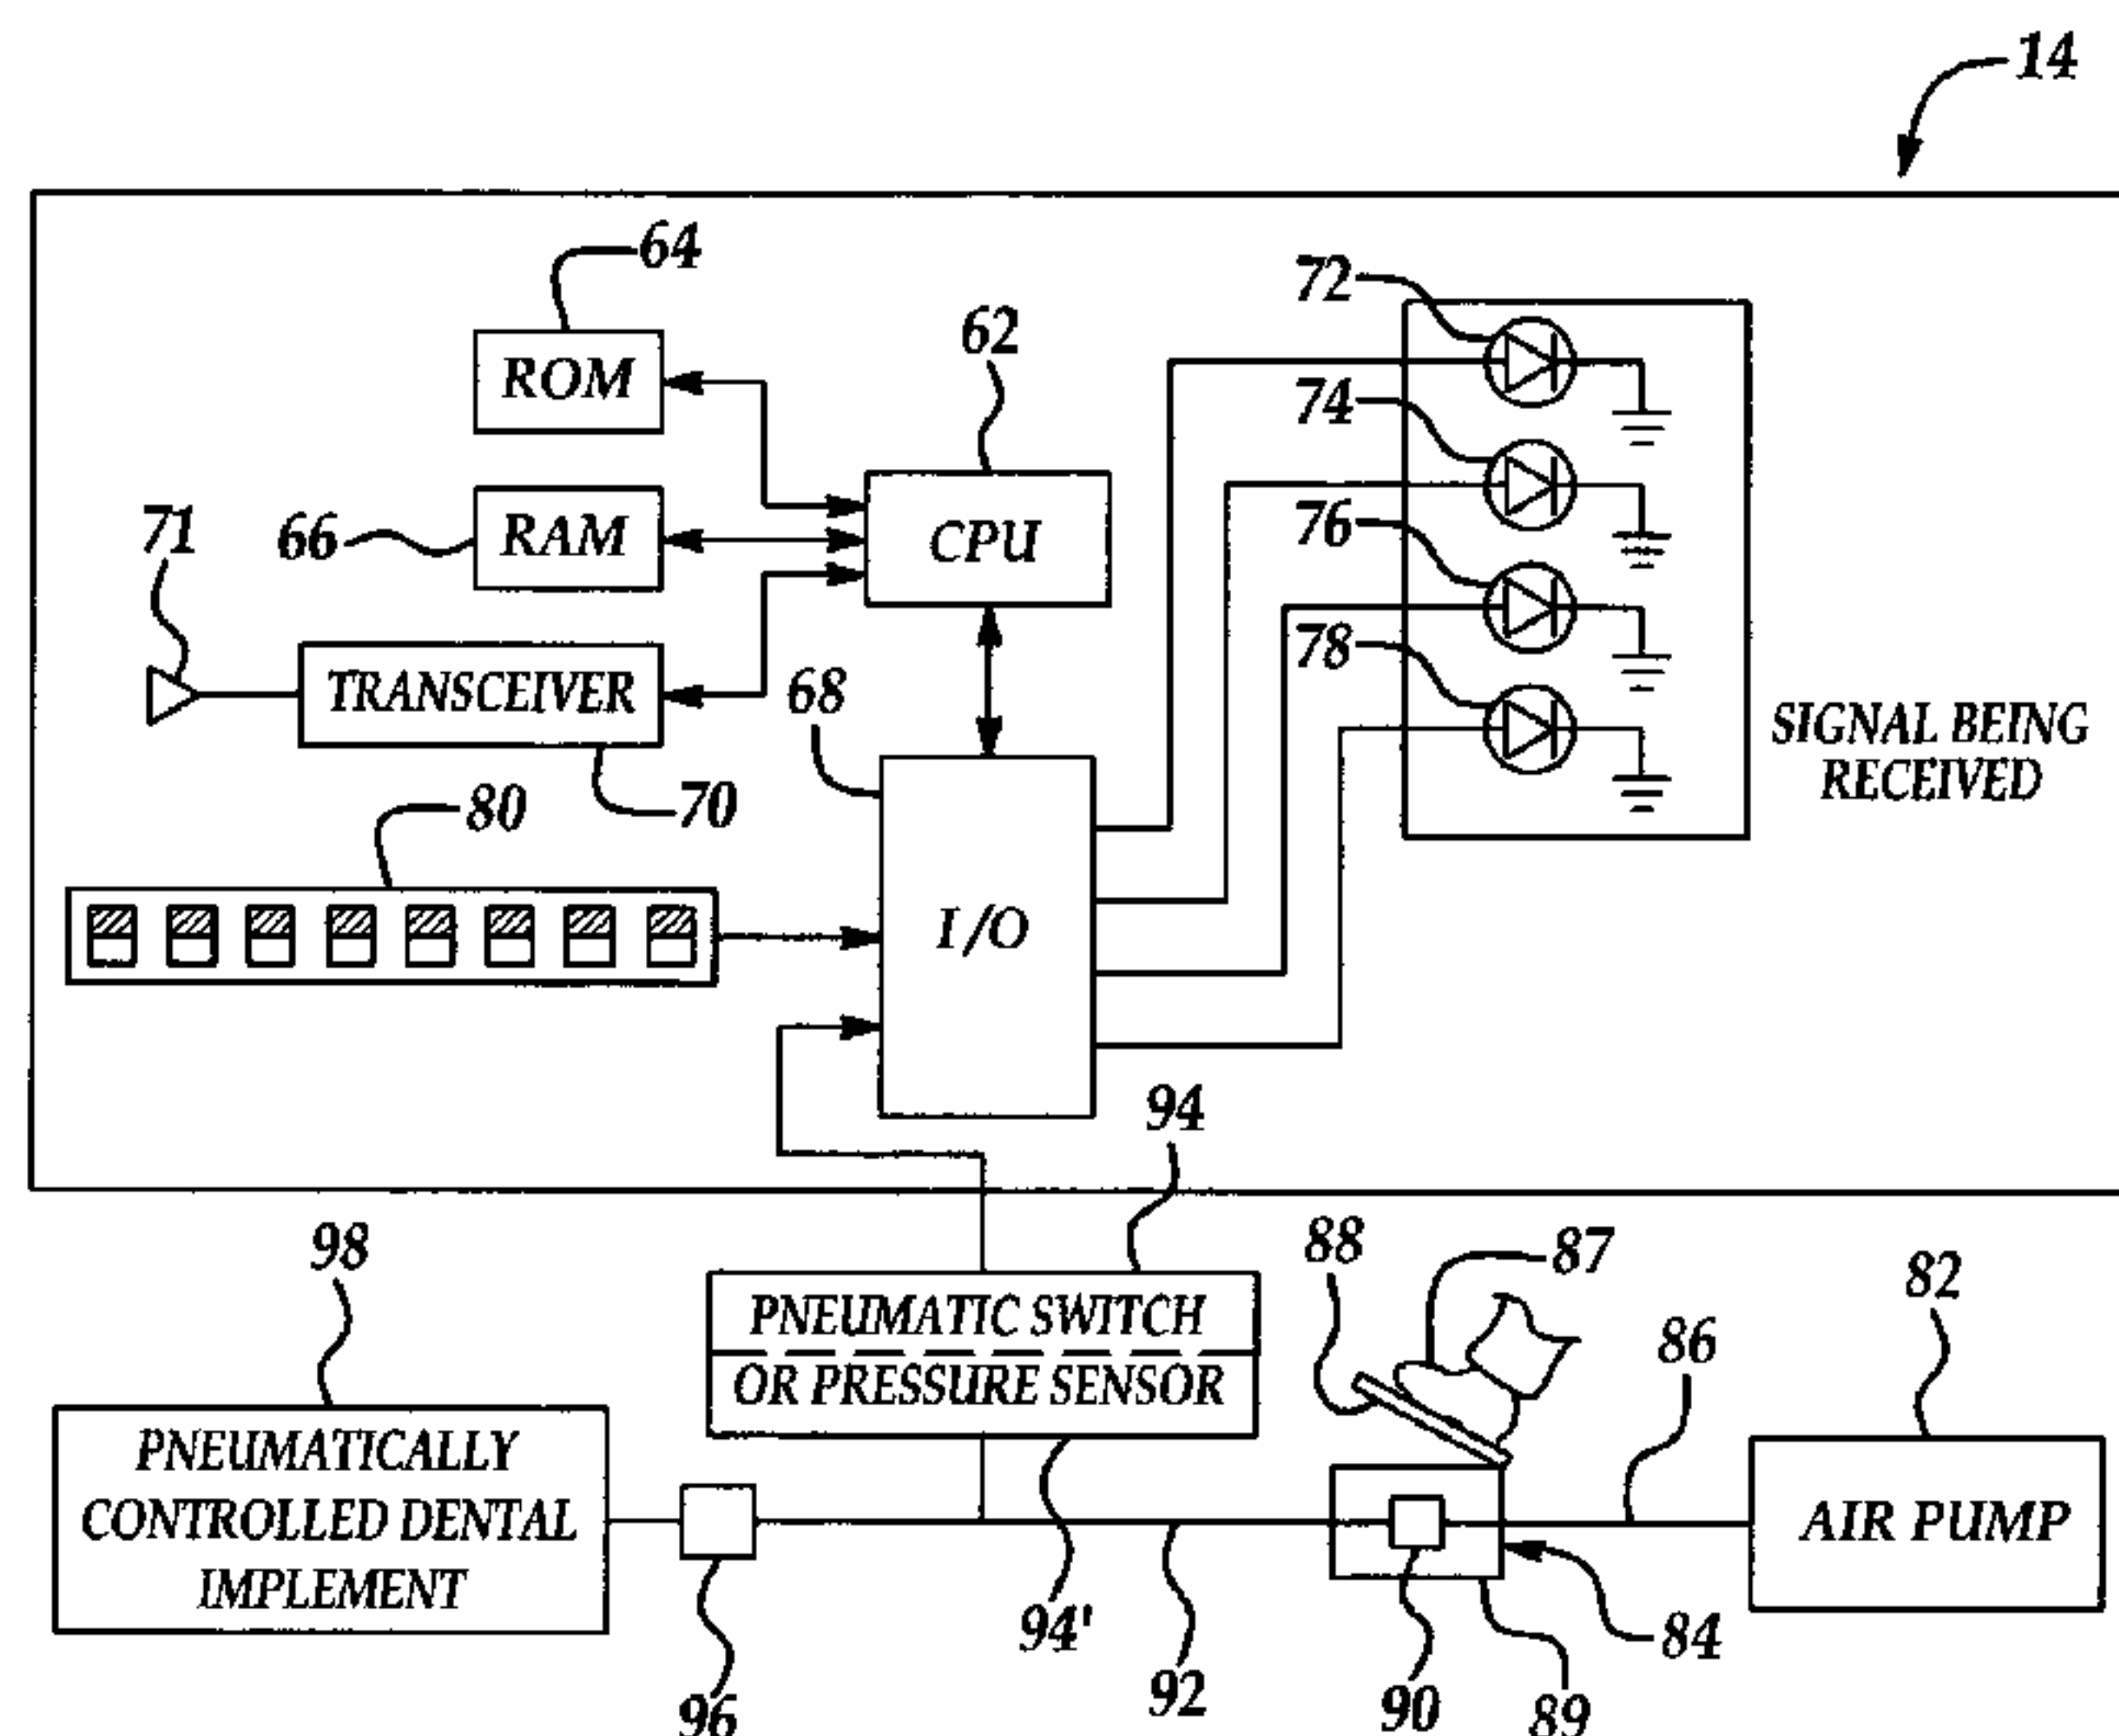 14
64
ROM
62
72
74
71
66
RAM
CPU
76
78
TRANSCEIVER
68
SIGNAL BEING
RECEIVED
80
70
I/O
94
98
88
87
82
86
PNEUMATIC SWITCH
OR PRESSURE SENSOR
PNEUMATICALLY
CONTROLLED DENTAL
IMPLEMENT
AIR PUMP
94'
84
92
96
90
89